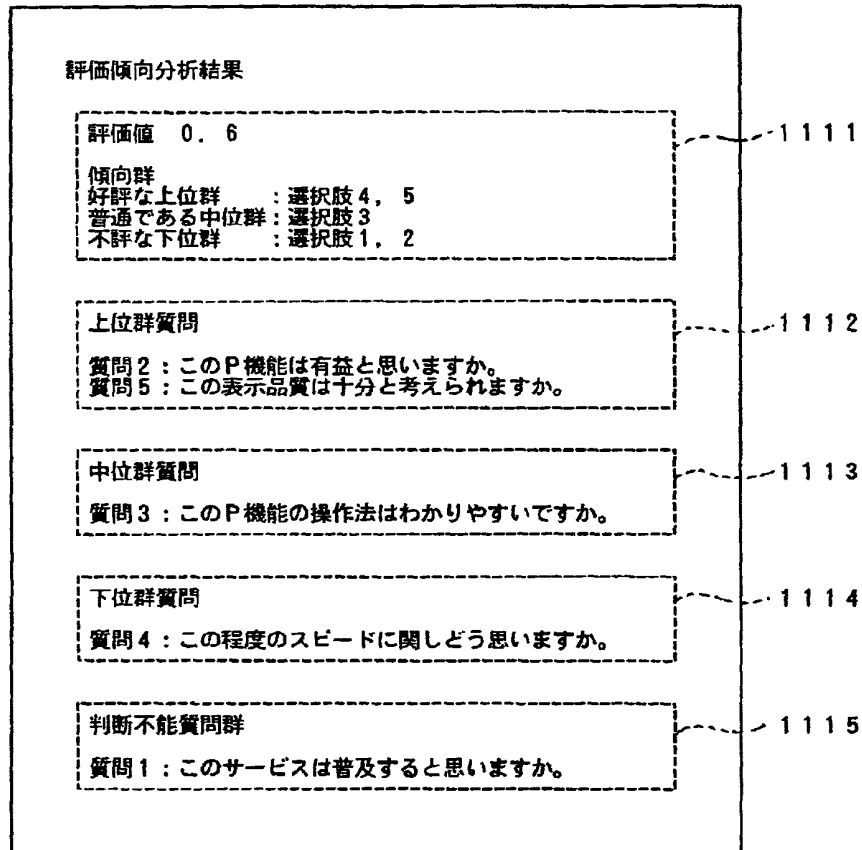 評価傾向分析結果
評価値 0.6
1111
傾向群
好評な上位群 :選択肢4,5
普通である中位群:選択肢3
不評な下位群 :選択肢1,2
上位群質問
1112
質問2:このP機能は有益と思いますか。
質問5:この表示品質は十分と考えられますか。
中位群質問
1113
質問3:このP機能の操作法はわかりやすいですか。
下位群質問
1114
質問4:この程度のスピードに関しどう思いますか。
判断不能質問群
1115
質問1:このサービスは普及すると思いますか。